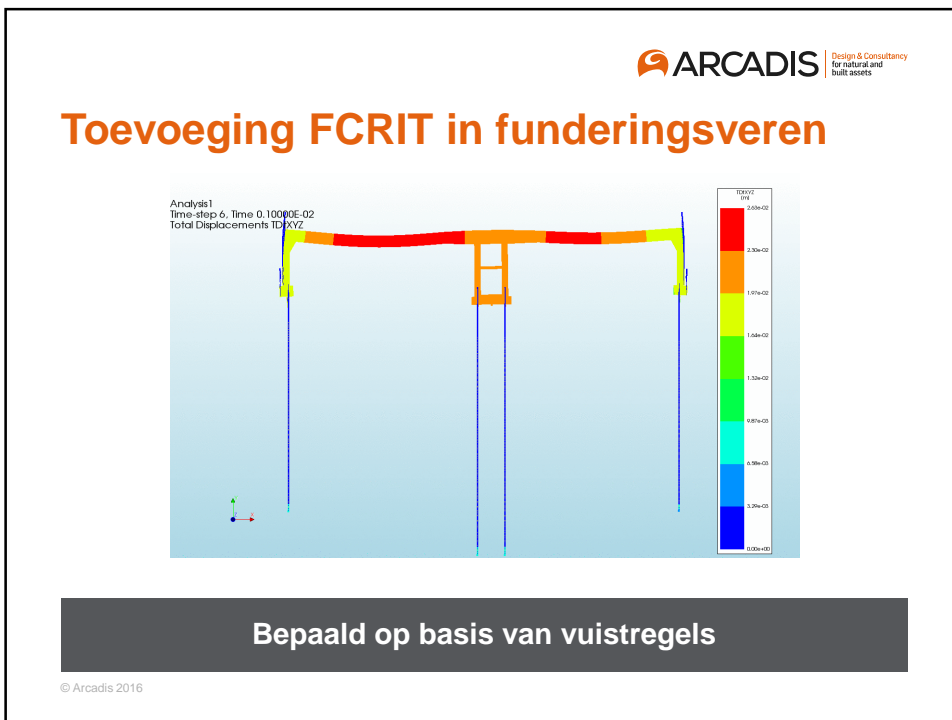 ARCADIS
Design & Consultancy
for natural and
built assets
Toevoeging FCRIT in funderingsveren
Analysis1
Time-step 6, Time 0.10000E-02
Total Displacements TDtXYZ
TDtXYZ
(m)
2.63e-02
2.30e-02
1.97e-02
1.64e-02
1.32e-02
9.87e-03
6.58e-03
3.29e-03
0.00e+00
Bepaald op basis van vuistregels
© Arcadis 2016